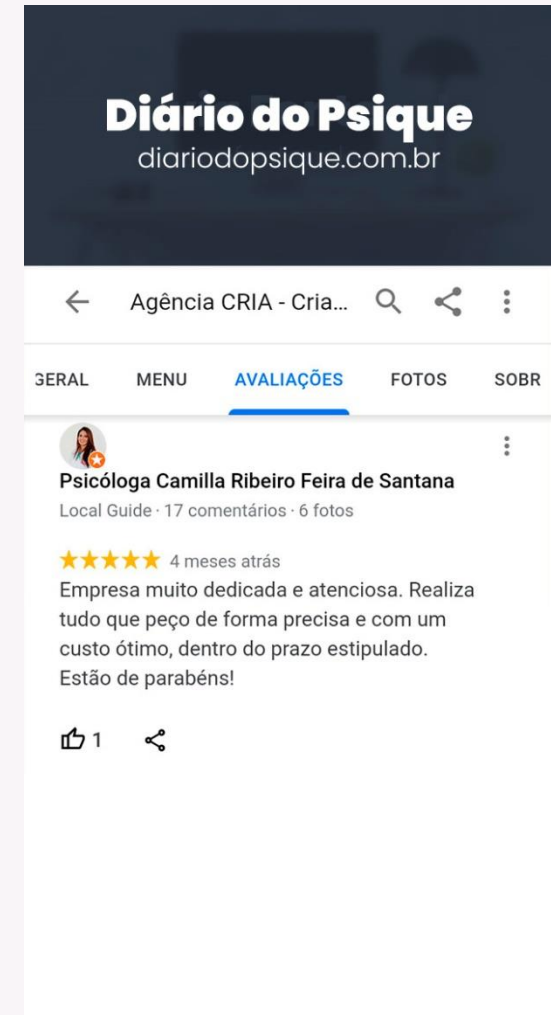 Diário do Psique
diariodopsique.com.br
Agência CRIA - Cria...
GERAL MENU AVALIAÇÕES FOTOS SOBR
Psicóloga Camilla Ribeiro Feira de Santana
Local Guide · 17 comentários · 6 fotos
4 meses atrás
Empresa muito dedicada e atenciosa. Realiza
tudo que peço de forma precisa e com um
custo ótimo, dentro do prazo estipulado.
Estão de parabéns!
1